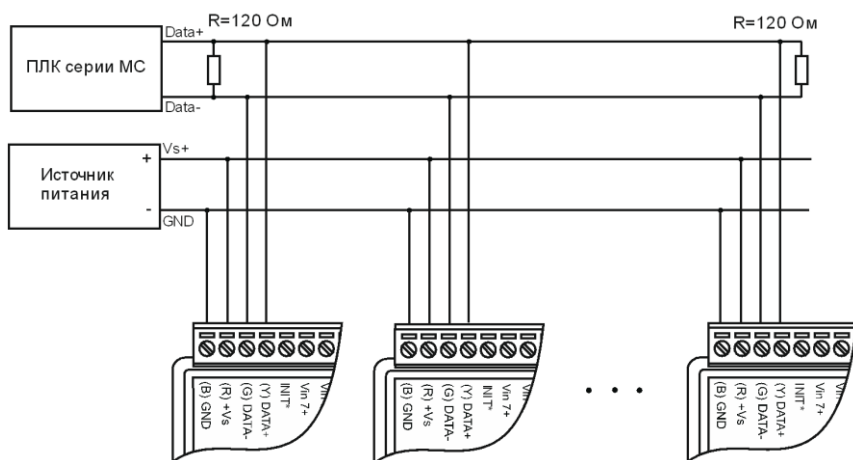 R=120 Ом
R=120 Ом
Data+
ПЛК серии МС
Data-
Vs+
+
Источник
питания
-
GND
(B) GND
(R) +Vs
(G) DATA-
(Y) DATA+
INIT*
Vin 7+
(B) GND
(R) +Vs
(G) DATA-
(Y) DATA+
INIT*
Vin 7+
(B) GND
(R) +Vs
(G) DATA-
(Y) DATA+
INIT*
Vin 7+